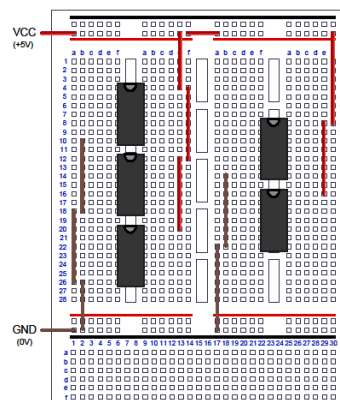 VCC
(+5V)
a b c d e f a b c d f a b c d e f a b c d e
1
2
3
4
5
6
7
8
9
10
11
12
13
14
15
16
17
18
19
20
21
22
23
24
25
26
27
28
GND
(0V)
1 2 3 4 5 6 7 8 9 10 11 12 13 14 15 16 17 18 19 20 21 22 23 24 25 26 27 28 29 30
a
b
c
d
e
f